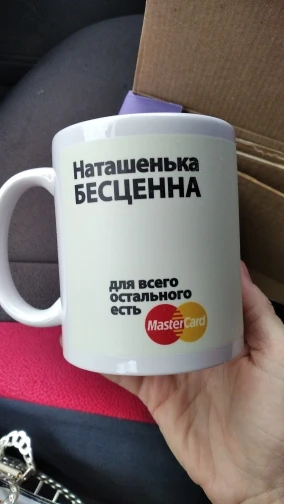 Наташенька
БЕСЦЕННА
для всего
остального
есть
MasterCard